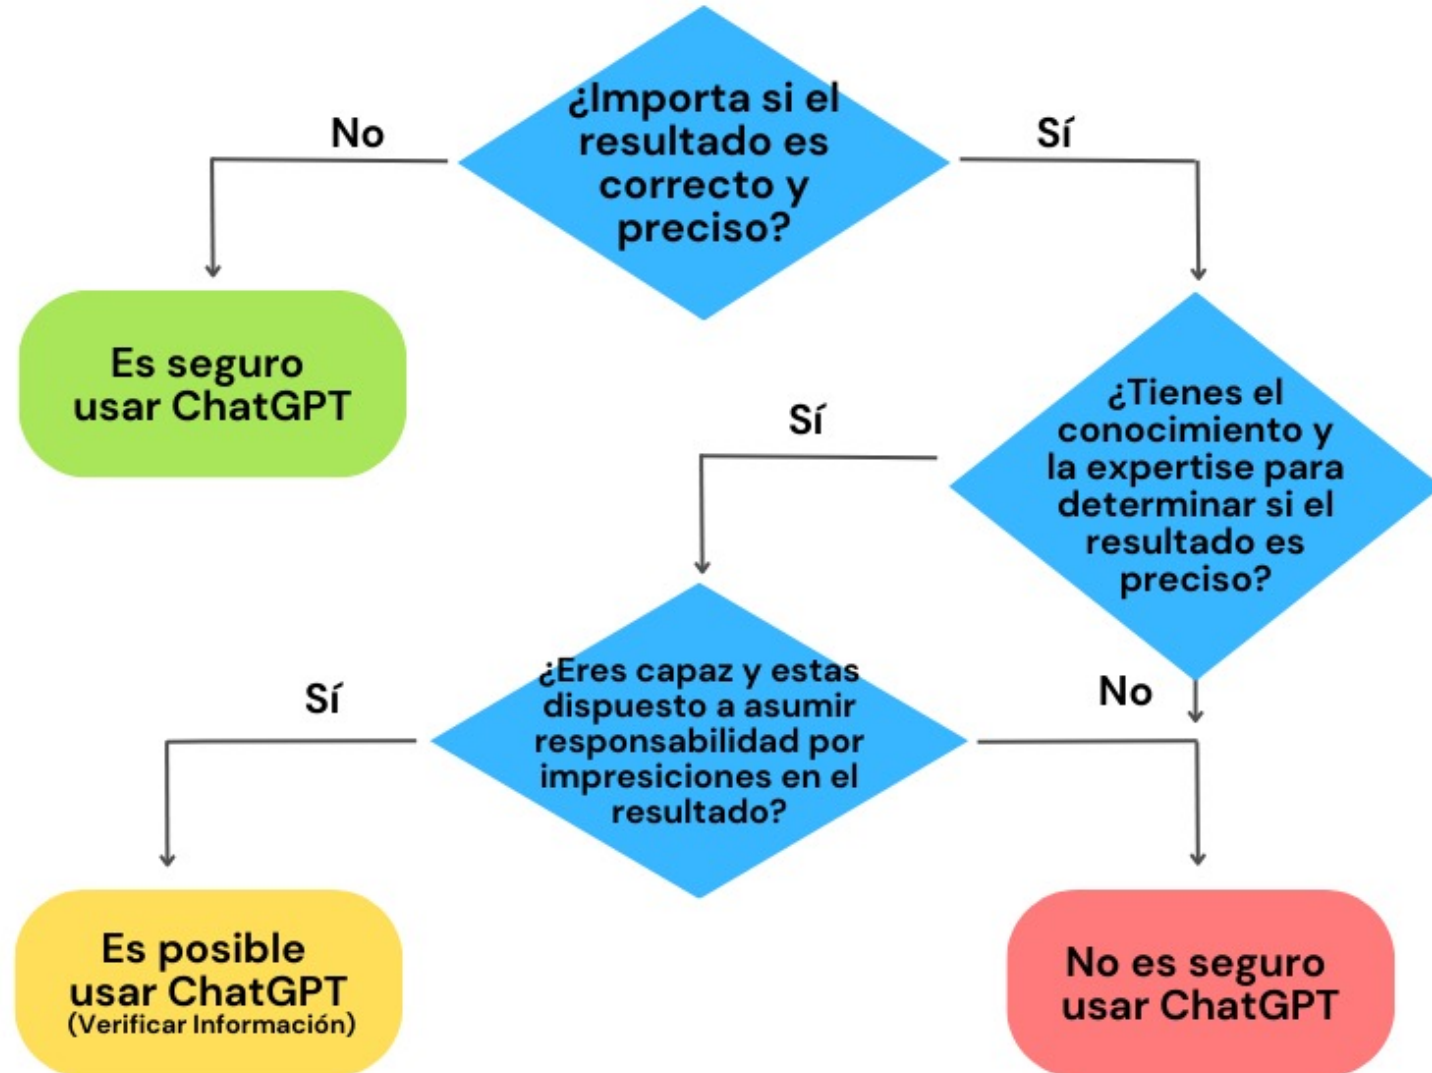 ¿Importa si el
resultado es
correcto y
preciso?
No
Sí
Es seguro
usar ChatGPT
¿Tienes el
conocimiento y
la expertise para
determinar si el
resultado es
preciso?
Sí
No
¿Eres capaz y estas
dispuesto a asumir
responsabilidad por
impresiciones en el
resultado?
Sí
Es posible
usar ChatGPT
(Verificar Información)
No es seguro
usar ChatGPT